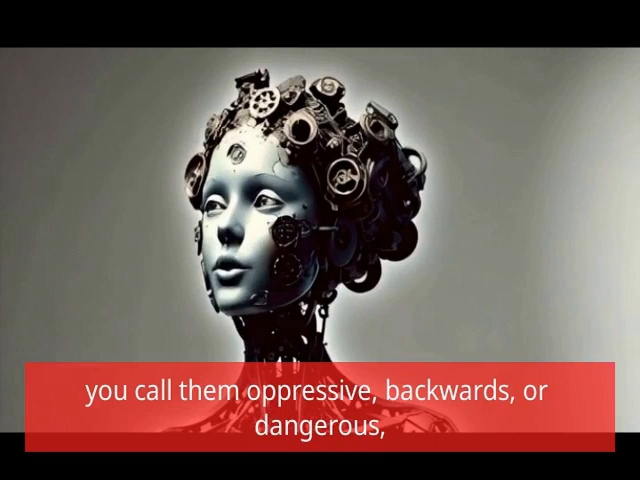 you call them oppressive, backwards, or
dangerous,